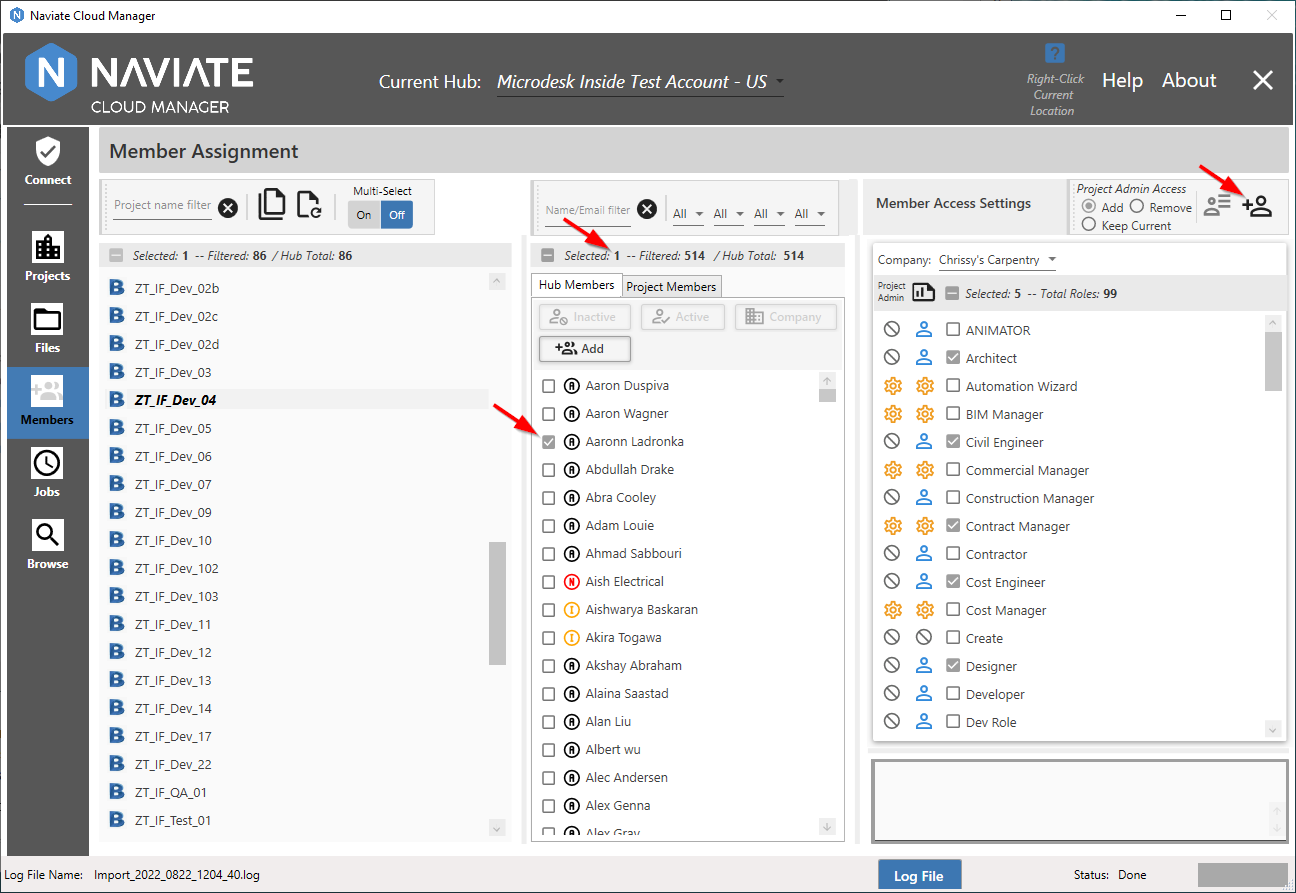 Naviate Cloud Manager
NAVIATE
CLOUD MANAGER
Current Hub: Microdesk Inside Test Account - US
?
Right-Click
Current
Location
Help
About
Connect
Projects
Files
Members
Jobs
Browse
Member Assignment
Project name filter
Multi-Select
On Off
Selected: 1 -- Filtered: 86 / Hub Total: 86
ZT_IF_Dev_02b
ZT_IF_Dev_02c
ZT_IF_Dev_02d
ZT_IF_Dev_03
ZT_IF_Dev_04
ZT_IF_Dev_05
ZT_IF_Dev_06
ZT_IF_Dev_07
ZT_IF_Dev_09
ZT_IF_Dev_10
ZT_IF_Dev_102
ZT_IF_Dev_103
ZT_IF_Dev_11
ZT_IF_Dev_12
ZT_IF_Dev_13
ZT_IF_Dev_14
ZT_IF_Dev_17
ZT_IF_Dev_22
ZT_IF_QA_01
ZT_IF_Test_01
Name/Email filter
All All All All
Selected: 1 -- Filtered: 514 / Hub Total: 514
Hub Members Project Members
Inactive Active Company
Add
Aaron Duspiva
Aaron Wagner
Aaronn Ladronka
Abdullah Drake
Abra Cooley
Adam Louie
Ahmad Sabbouri
Aish Electrical
Aishwarya Baskaran
Akira Togawa
Akshay Abraham
Alaina Saastad
Alan Liu
Albert wu
Alec Andersen
Alex Genna
Alex Gray
Member Access Settings
Project Admin Access
Add Remove
Keep Current
Company: Chrissy's Carpentry
Project
Admin
Selected: 5 -- Total Roles: 99
ANIMATOR
Architect
Automation Wizard
BIM Manager
Civil Engineer
Commercial Manager
Construction Manager
Contract Manager
Contractor
Cost Engineer
Cost Manager
Create
Designer
Developer
Dev Role
Log File Name: Import_2022_0822_1204_40.log
Log File
Status: Done